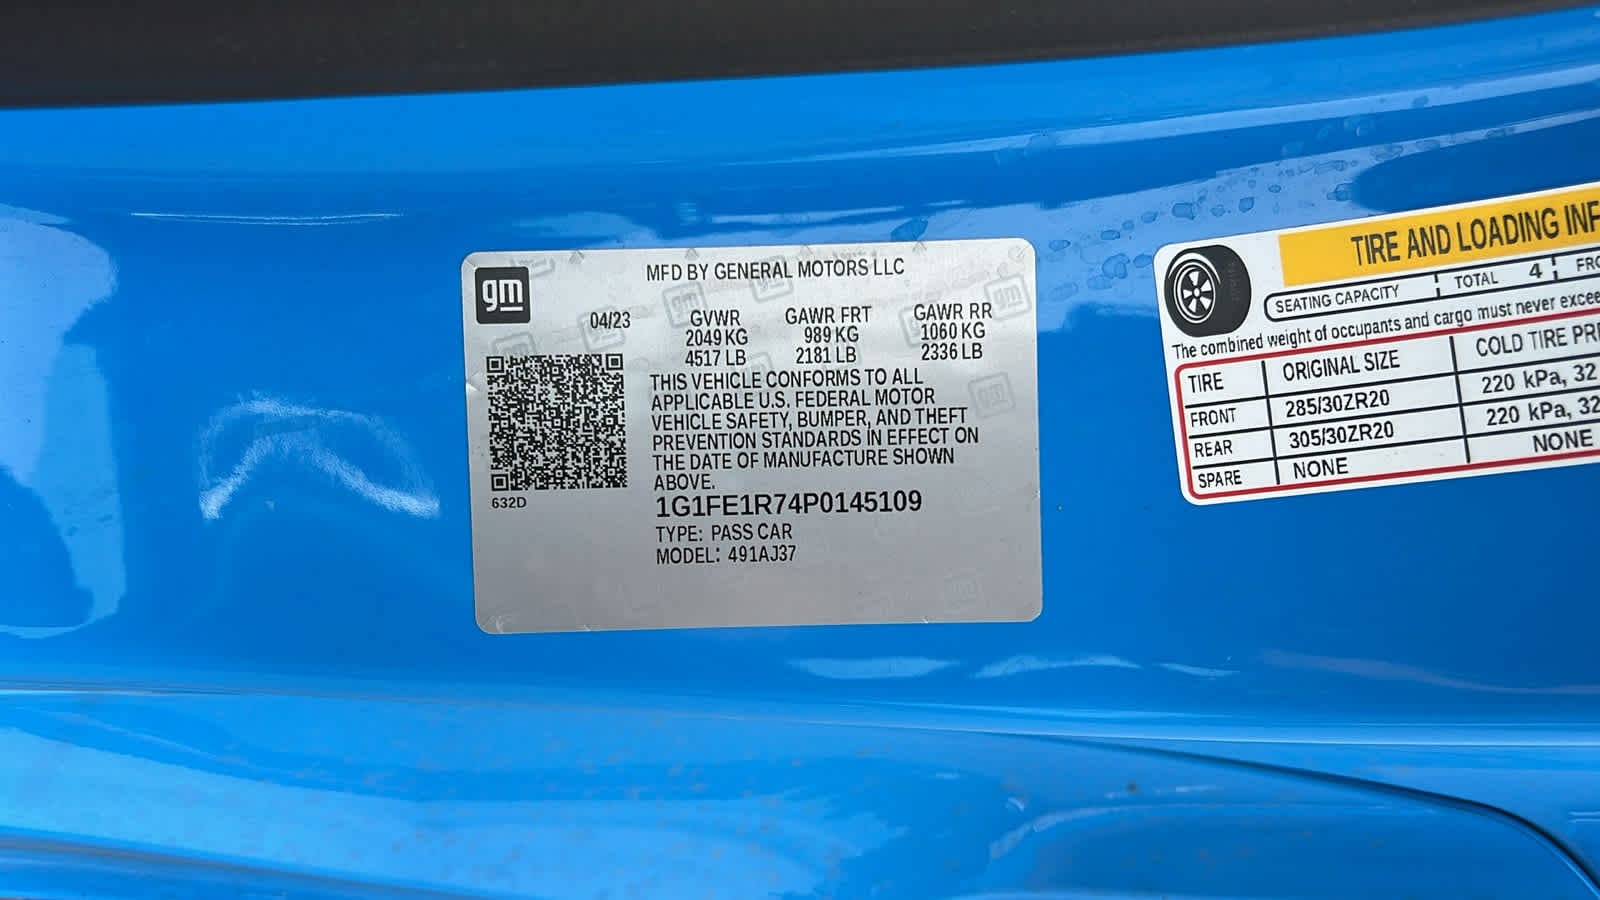 gm
MFD BY GENERAL MOTORS LLC
04/23
GVWR
2049 KG
4517 LB
GAWR FRT
989 KG
2181 LB
GAWR RR
1060 KG
2336 LB
THIS VEHICLE CONFORMS TO ALL
APPLICABLE U.S. FEDERAL MOTOR
VEHICLE SAFETY, BUMPER, AND THEFT
PREVENTION STANDARDS IN EFFECT ON
THE DATE OF MANUFACTURE SHOWN
ABOVE.
632D
1G1FE1R74P0145109
TYPE: PASS CAR
MODEL: 491AJ37
TIRE AND LOADING INF
SEATING CAPACITY TOTAL 4 FRO
The combined weight of occupants and cargo must never excee
TIRE ORIGINAL SIZE COLD TIRE PRE
FRONT 285/30ZR20 220 kPa, 32
REAR 305/30ZR20 220 kPa, 32
SPARE NONE NONE